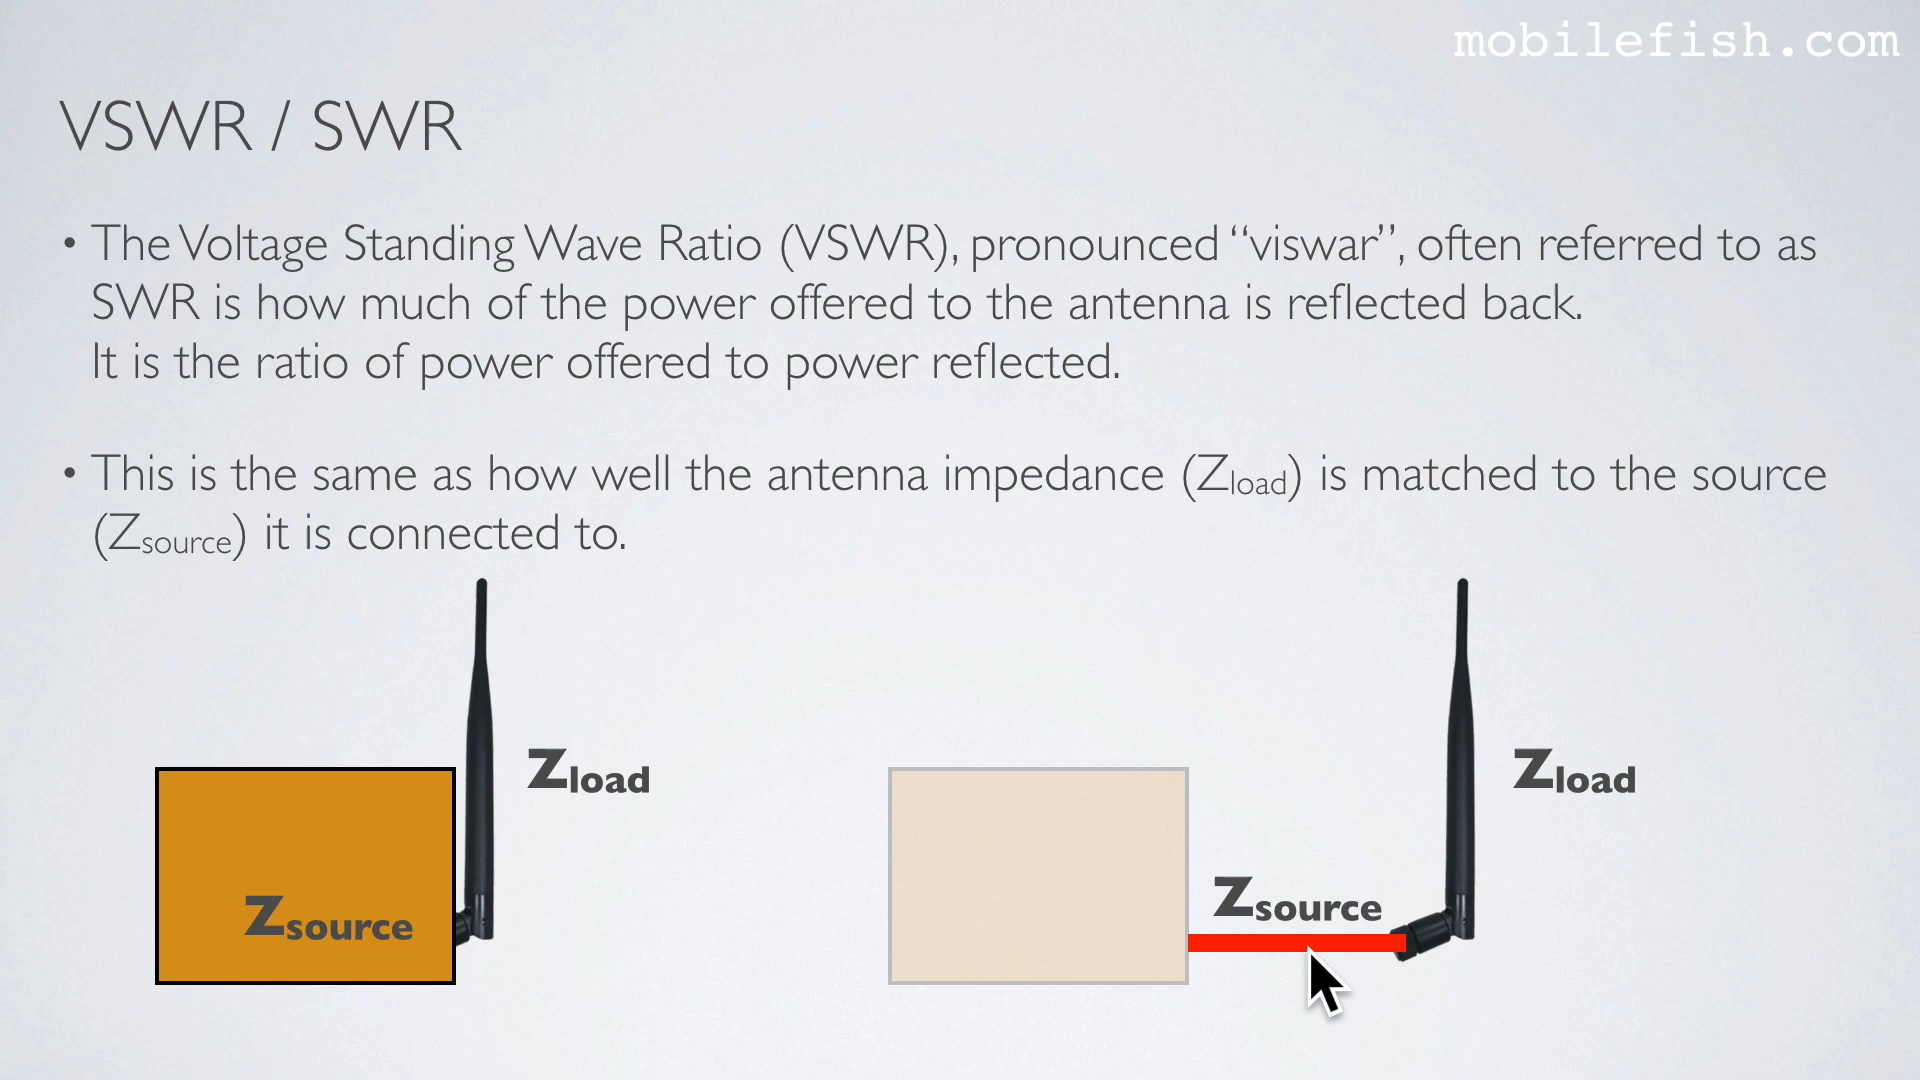 mobilefish.com
VSWR / SWR
• The Voltage Standing Wave Ratio (VSWR), pronounced “viswar”, often referred to as
SWR is how much of the power offered to the antenna is reflected back.
It is the ratio of power offered to power reflected.
• This is the same as how well the antenna impedance (Zload) is matched to the source
(Zsource) it is connected to.
Zload
Zload
Zsource
Zsource